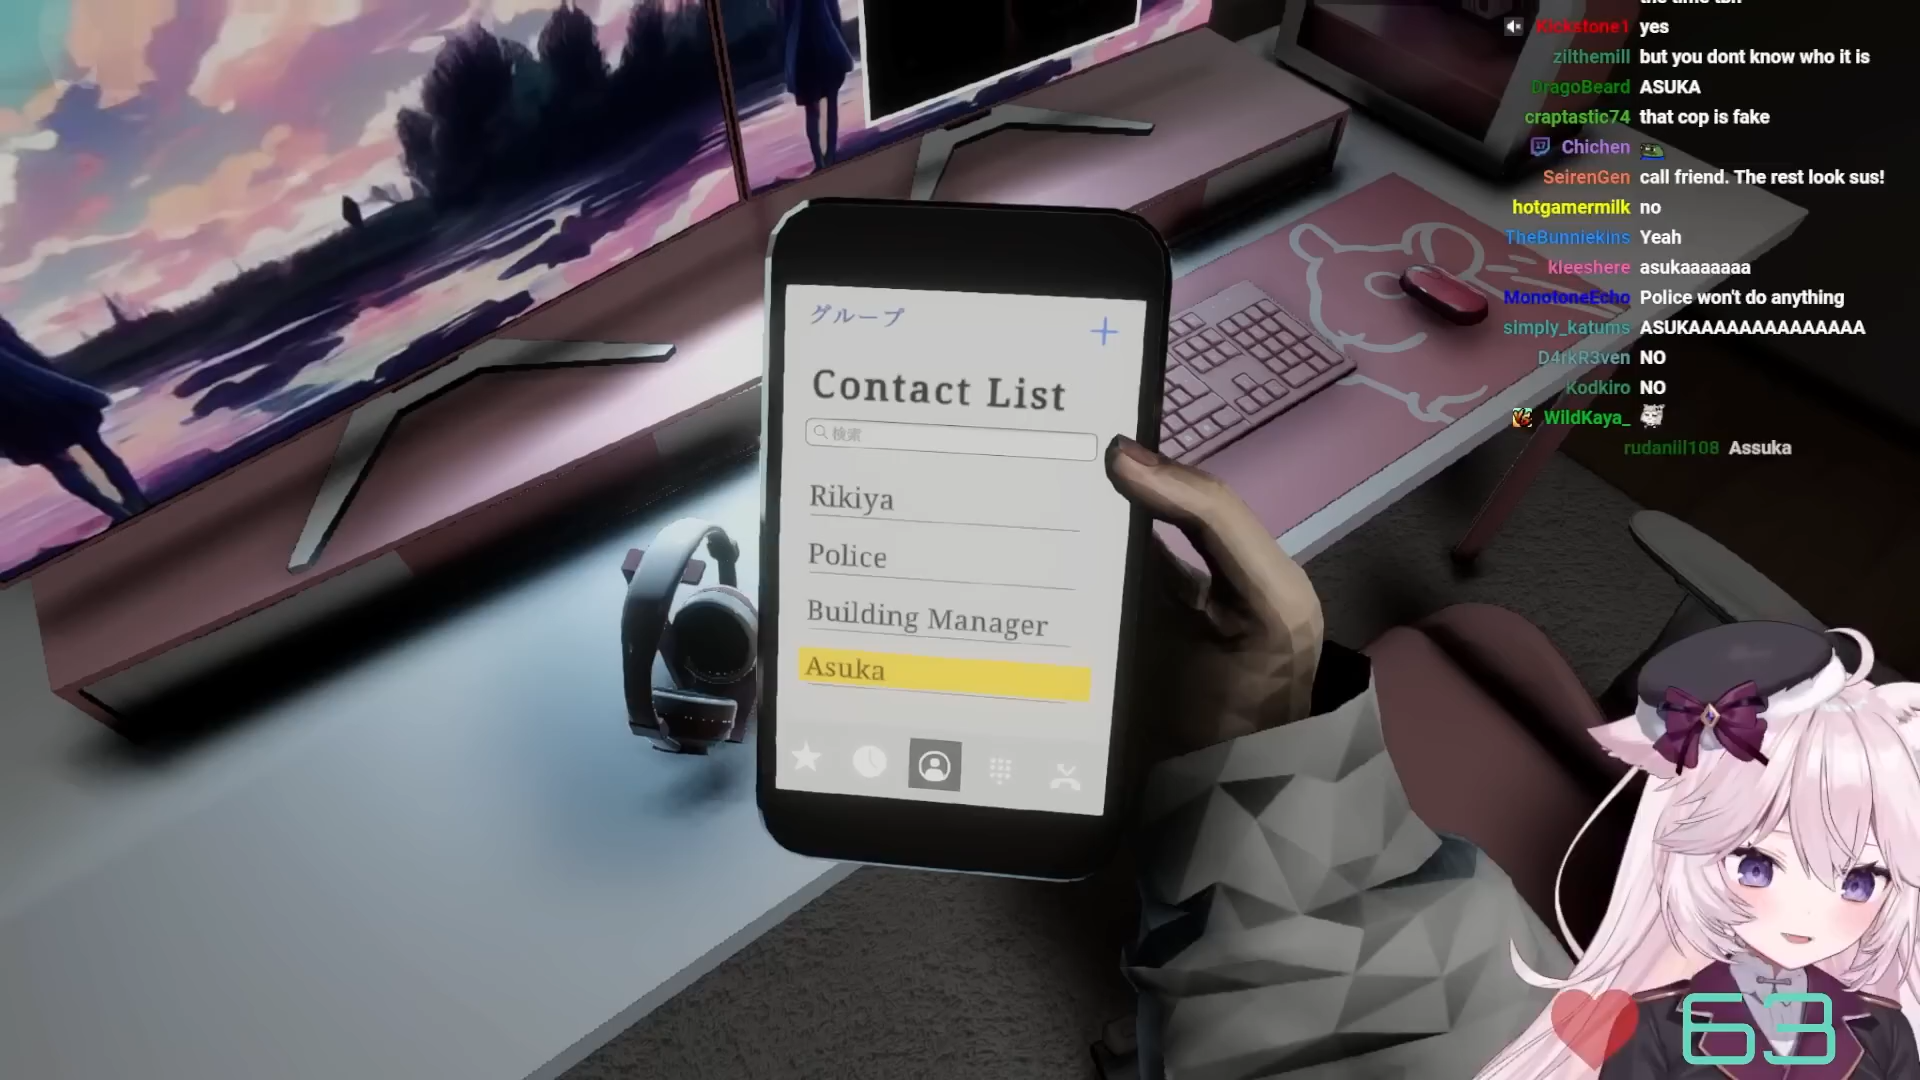 グループ
Contact List
検索
Rikiya
Police
Building Manager
Asuka
Kickstone1 yes
zilthemill but you dont know who it is
DragoBeard ASUKA
craptastic74 that cop is fake
Chichen
SeirenGen call friend. The rest look sus!
hotgamermilk no
TheBunniekins Yeah
kleeshere asukaaaaaaa
MonotoneEcho Police won't do anything
simply_katums ASUKAAAAAAAAAAAAAA
D4rkR3ven NO
Kodkiro NO
WildKaya_
rudaniil108 Assuka
63